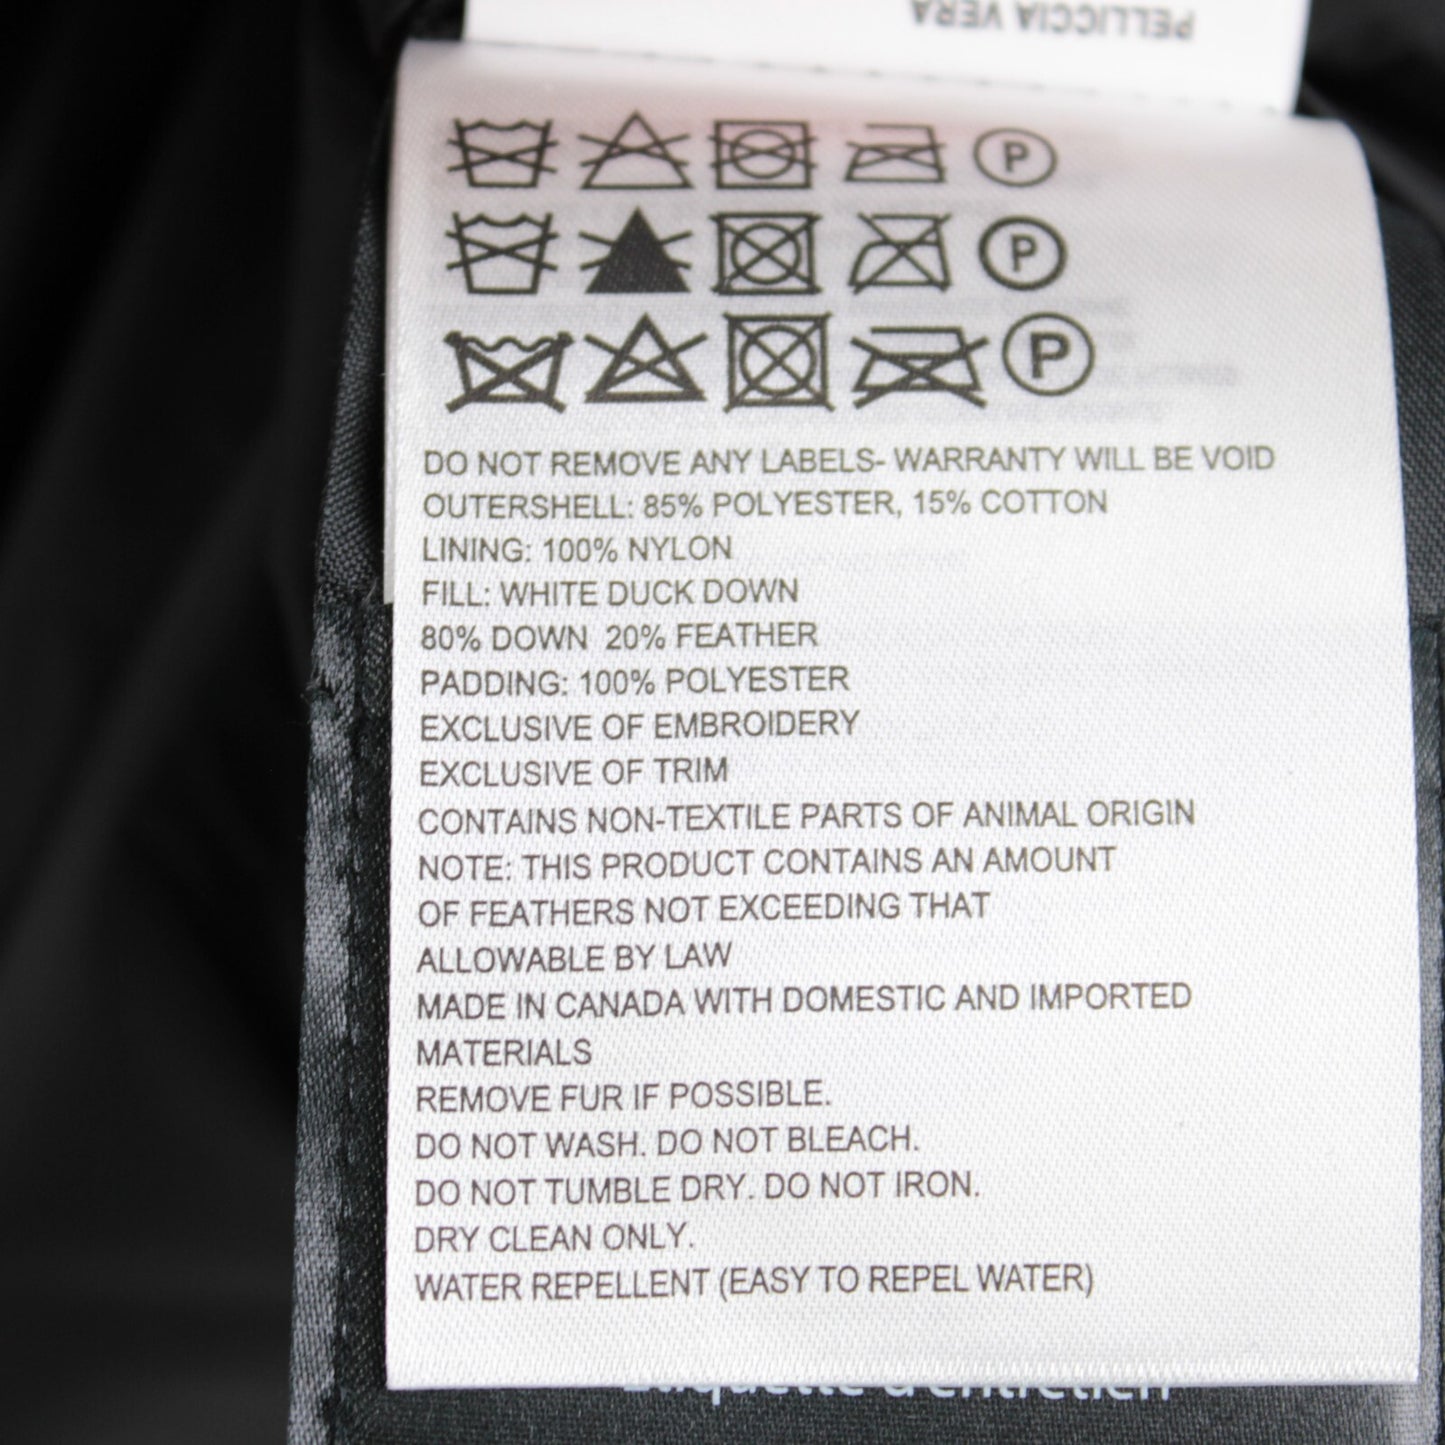 PELLICCIA VERA
P
P
P
DO NOT REMOVE ANY LABELS- WARRANTY WILL BE VOID
OUTERSHELL: 85% POLYESTER, 15% COTTON
LINING: 100% NYLON
FILL: WHITE DUCK DOWN
80% DOWN  20% FEATHER
PADDING: 100% POLYESTER
EXCLUSIVE OF EMBROIDERY
EXCLUSIVE OF TRIM
CONTAINS NON-TEXTILE PARTS OF ANIMAL ORIGIN
NOTE: THIS PRODUCT CONTAINS AN AMOUNT
OF FEATHERS NOT EXCEEDING THAT
ALLOWABLE BY LAW
MADE IN CANADA WITH DOMESTIC AND IMPORTED
MATERIALS
REMOVE FUR IF POSSIBLE.
DO NOT WASH. DO NOT BLEACH.
DO NOT TUMBLE DRY. DO NOT IRON.
DRY CLEAN ONLY.
WATER REPELLENT (EASY TO REPEL WATER)
Etiquette d'entretien